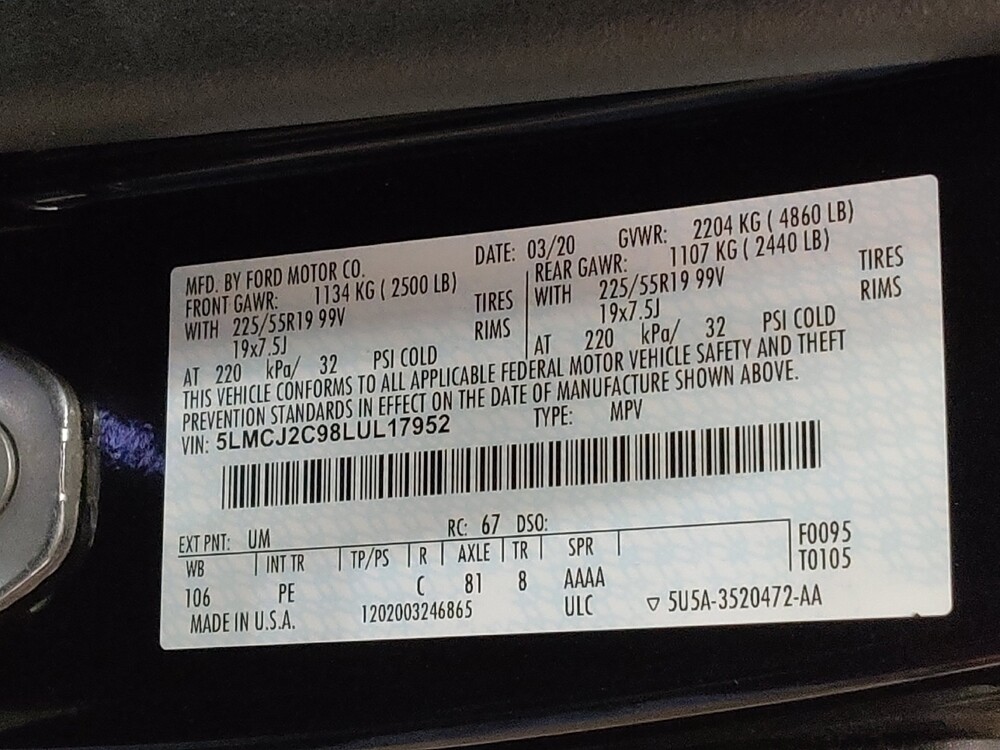 MFD. BY FORD MOTOR CO. DATE: 03/20 GVWR: 2204 KG ( 4860 LB)
FRONT GAWR: 1134 KG ( 2500 LB) REAR GAWR: 1107 KG ( 2440 LB)
WITH 225/55R19 99V TIRES WITH 225/55R19 99V TIRES
19x7.5J RIMS 19x7.5J RIMS
AT 220 kPa/ 32 PSI COLD AT 220 kPa/ 32 PSI COLD
THIS VEHICLE CONFORMS TO ALL APPLICABLE FEDERAL MOTOR VEHICLE SAFETY AND THEFT
PREVENTION STANDARDS IN EFFECT ON THE DATE OF MANUFACTURE SHOWN ABOVE.
VIN: 5LMCJ2C98LUL17952 TYPE: MPV
EXT PNT: UM RC: 67 DSO: F0095
WB INT TR TP/PS R AXLE TR SPR T0105
106 PE C 81 8 AAAA
MADE IN U.S.A. 1202003246865 ULC ▽ 5U5A-3520472-AA